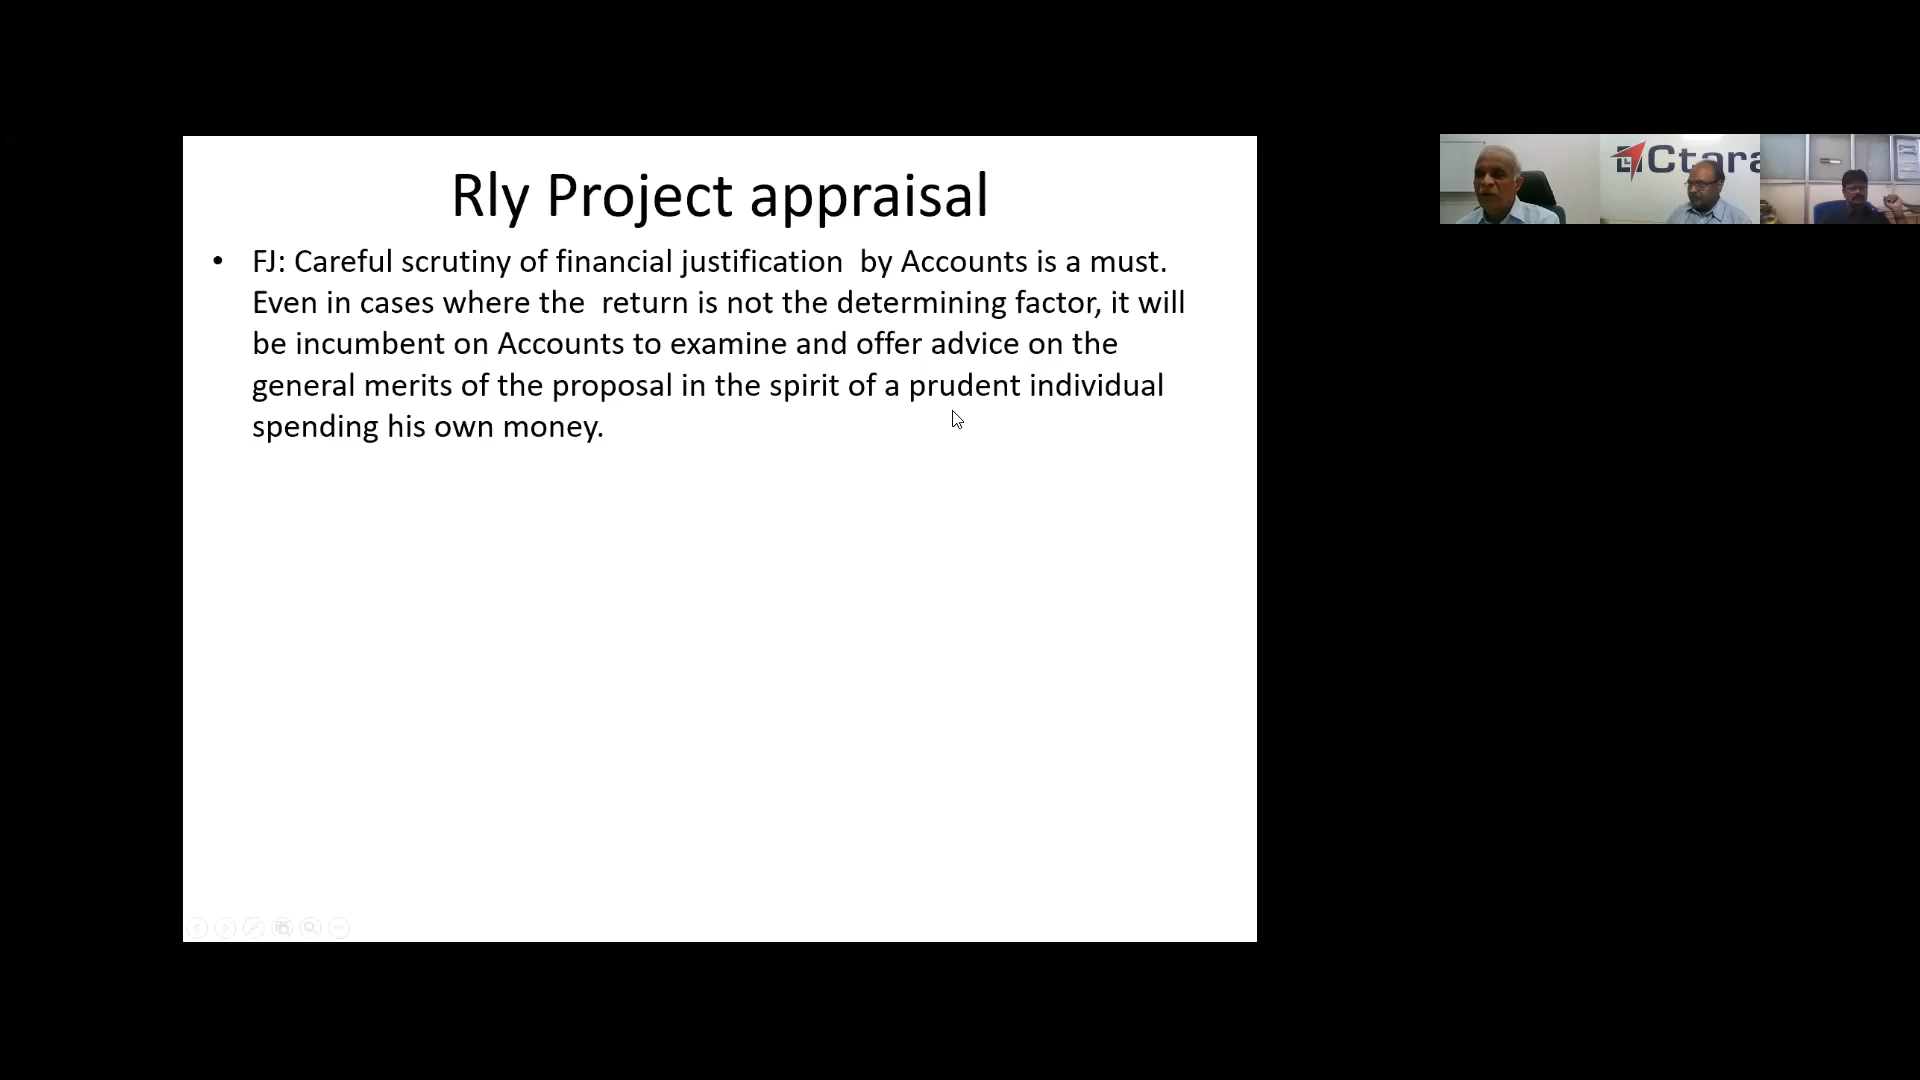 Rly Project appraisal
• FJ: Careful scrutiny of financial justification  by Accounts is a must.
Even in cases where the  return is not the determining factor, it will
be incumbent on Accounts to examine and offer advice on the
general merits of the proposal in the spirit of a prudent individual
spending his own money.
Ctara